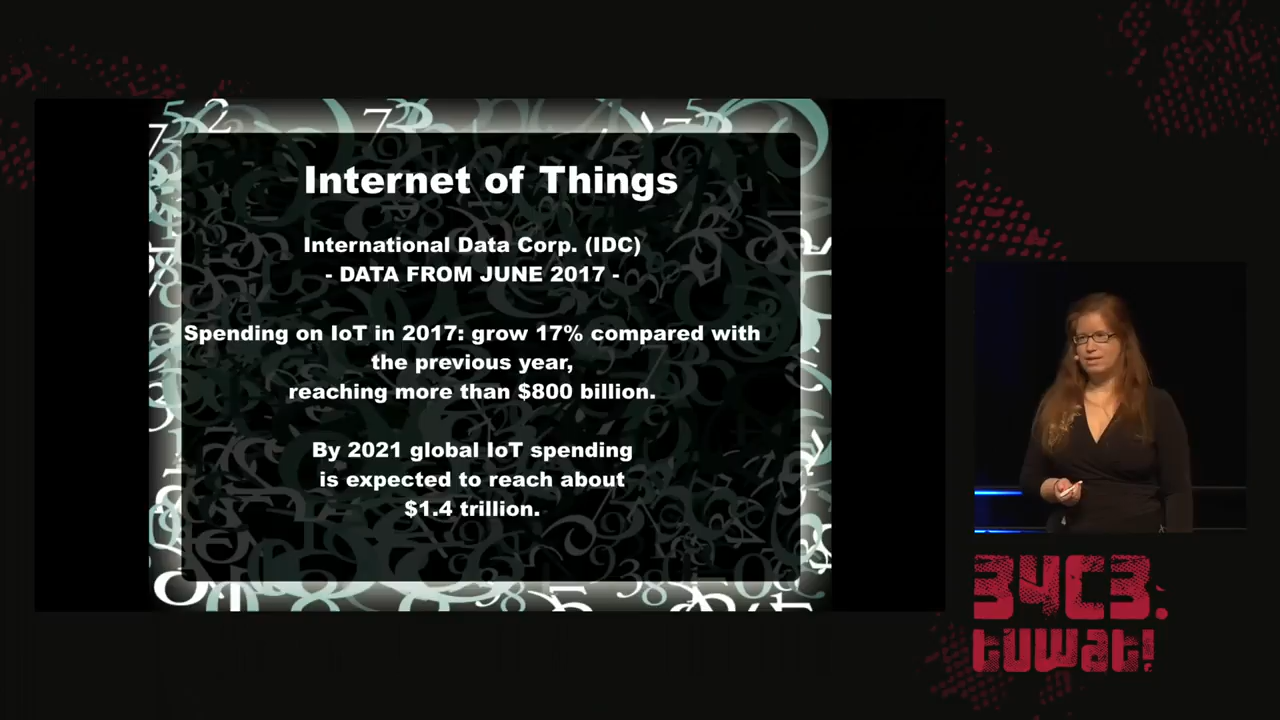 Internet of Things
International Data Corp. (IDC)
- DATA FROM JUNE 2017 -
Spending on IoT in 2017: grow 17% compared with
the previous year,
reaching more than $800 billion.
By 2021 global IoT spending
is expected to reach about
$1.4 trillion.
34C3.
tuwat!